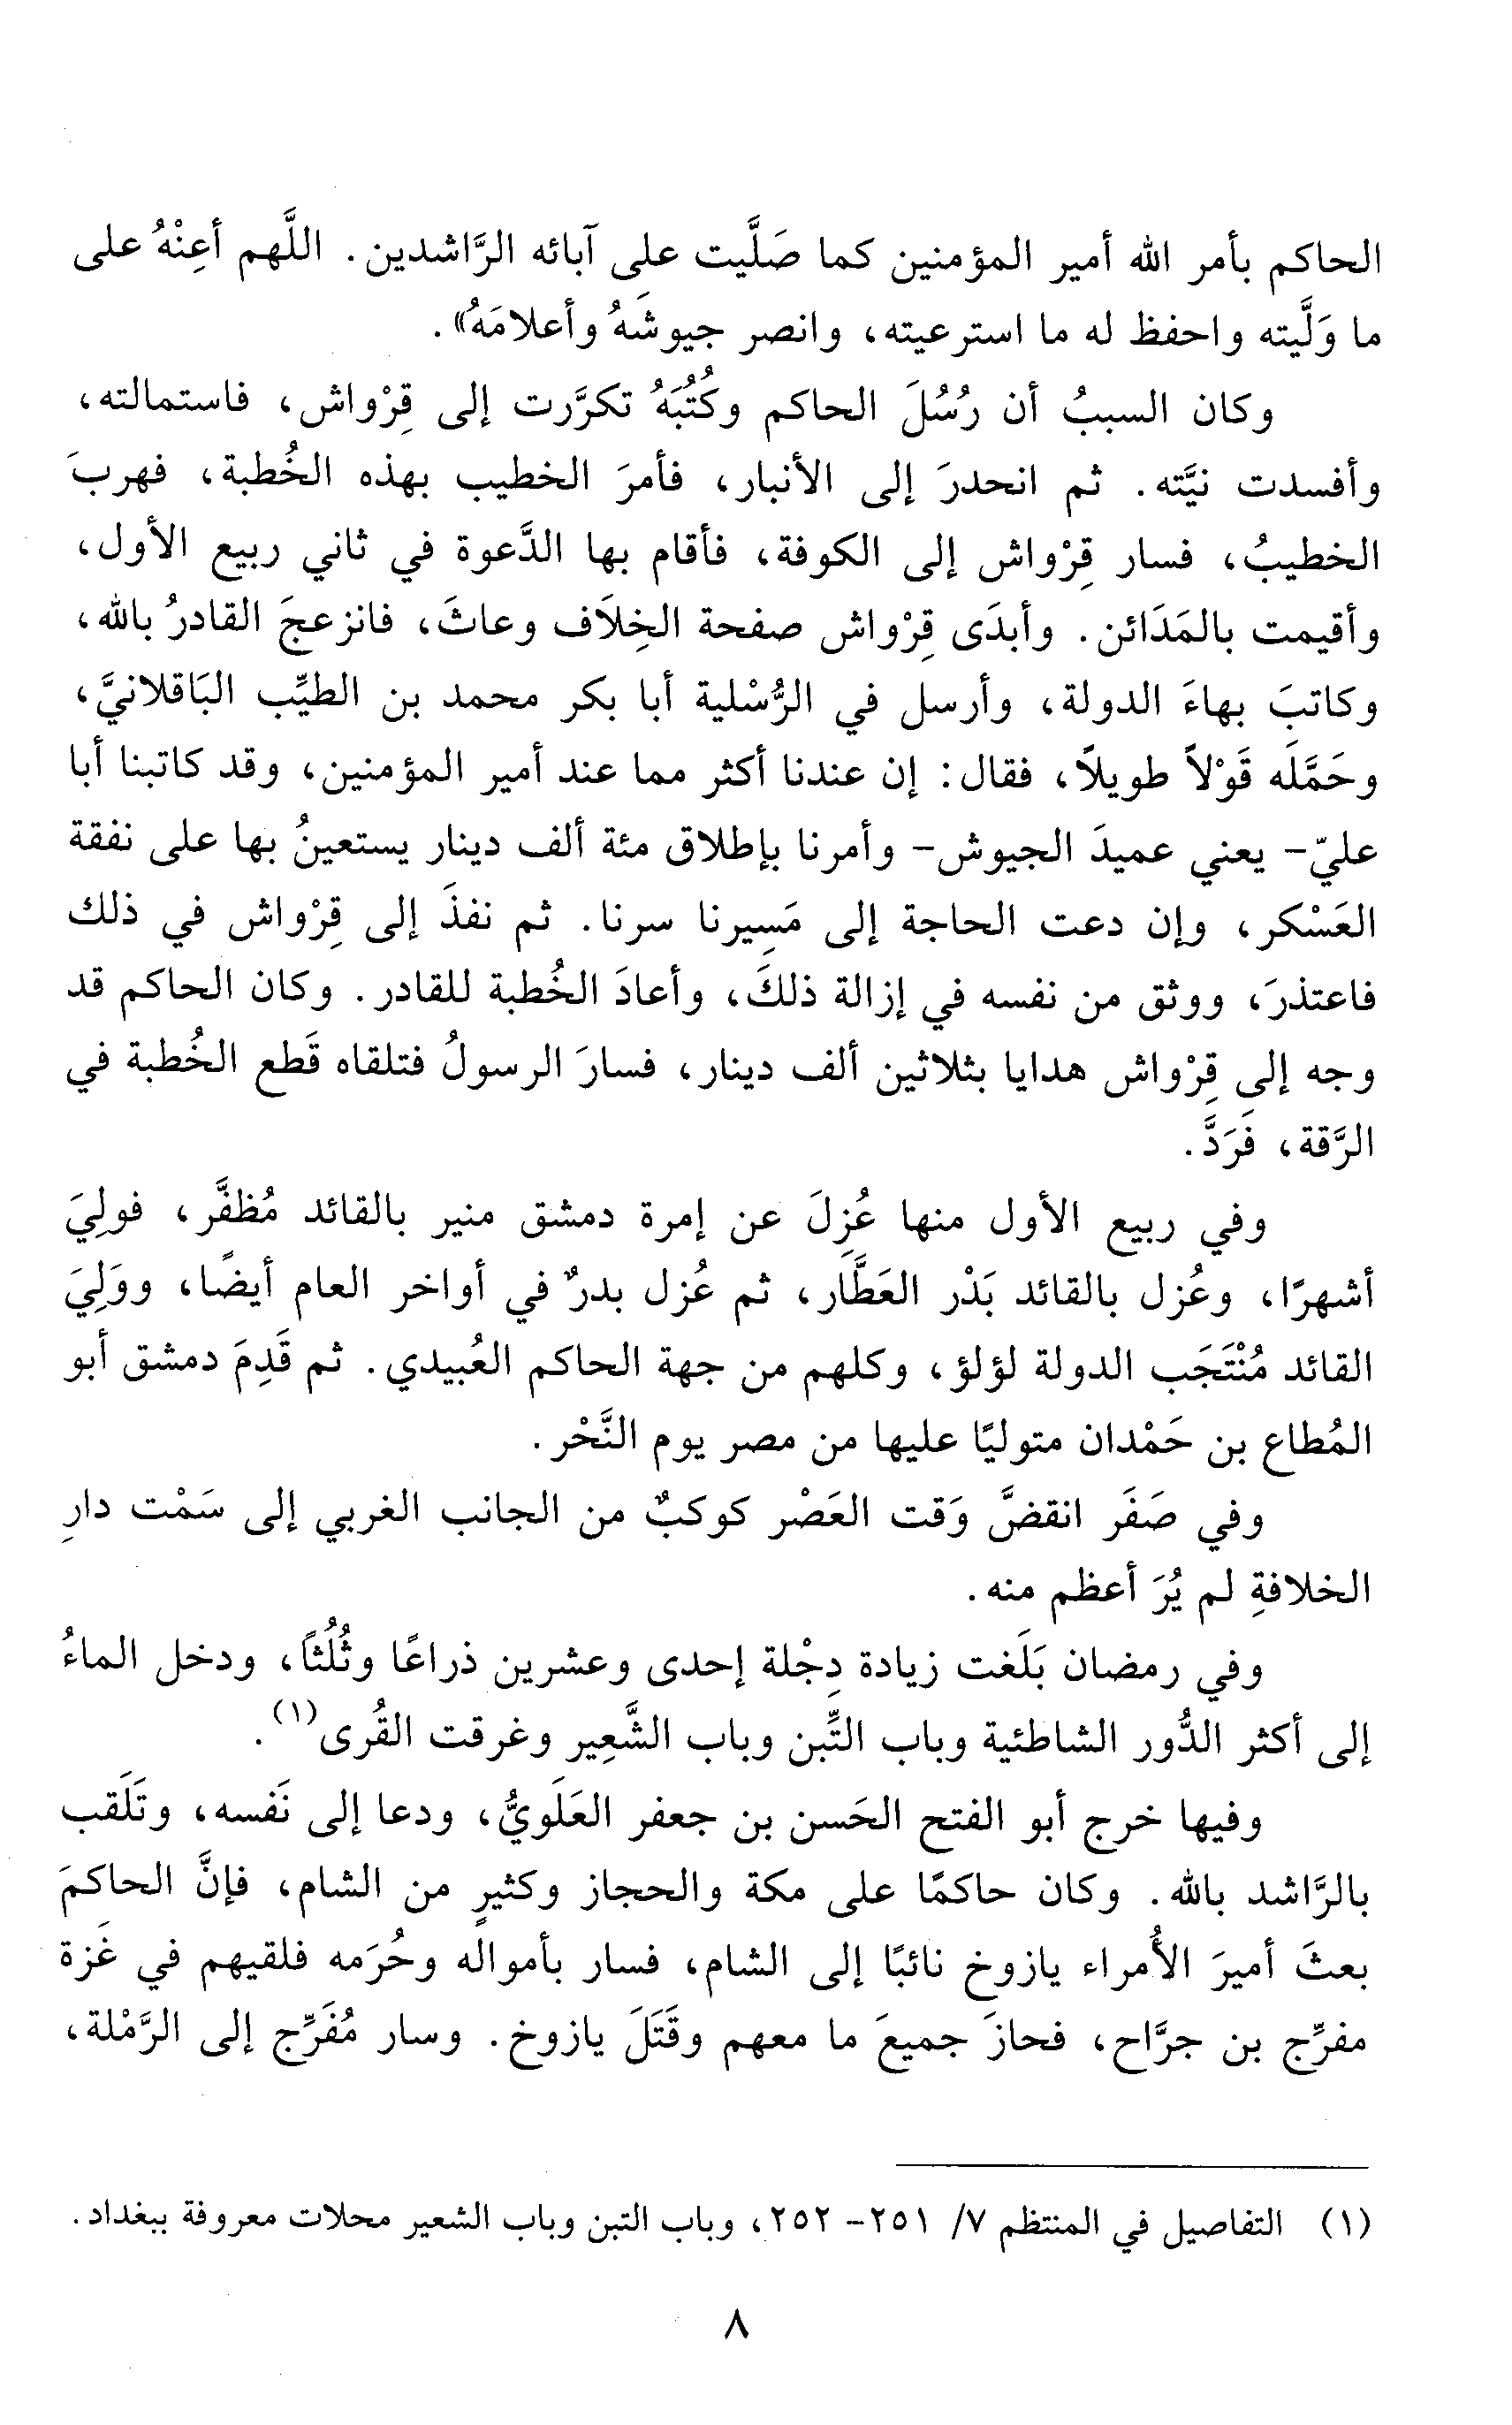 الحاكم بأمر الله أمير المؤمنين كما صَلَّيت على آبائه الرَّاشدين. اللَّهم أعِنْهُ على
ما وَلَّيته واحفظ له ما استرعيته، وانصر جيوشَهُ وأعلامَهُ».
وكان السببُ أن رُسُلَ الحاكم وكُتُبَهُ تكرَّرت إلى قِرْواش، فاستمالته،
وأفسدت نيَّته. ثم انحدرَ إلى الأنبار، فأمرَ الخطيب بهذه الخُطبة، فهربَ
الخطيبُ، فسار قِرْواش إلى الكوفة، فأقام بها الدَّعوة في ثاني ربيع الأول،
وأقيمت بالمَدَائن. وأبدَى قِرْواش صفحة الخِلاَف وعاثَ، فانزعجَ القادرُ بالله،
وكاتبَ بهاءَ الدولة، وأرسل في الرُّسْلية أبا بكر محمد بن الطيِّب البَاقلانيَّ،
وحَمَّلَه قَوْلاً طويلاً، فقال: إن عندنا أكثر مما عند أمير المؤمنين، وقد كاتبنا أبا
عليّ- يعني عميدَ الجيوش- وأمرنا بإطلاق مئة ألف دينار يستعينُ بها على نفقة
العَسْكر، وإن دعت الحاجة إلى مَسِيرنا سرنا. ثم نفذَ إلى قِرْواش في ذلك
فاعتذرَ، ووثق من نفسه في إزالة ذلكَ، وأعادَ الخُطبة للقادر. وكان الحاكم قد
وجه إلى قِرْواش هدايا بثلاثين ألف دينار، فسارَ الرسولُ فتلقاه قَطع الخُطبة في
الرَّقة، فَرَدَّ.
وفي ربيع الأول منها عُزِلَ عن إمرة دمشق منير بالقائد مُظفَّر، فولِيَ
أشهرًا، وعُزل بالقائد بَدْر العَطَّار، ثم عُزل بدرٌ في أواخر العام أيضًا، ووَلِيَ
القائد مُنْتَجَب الدولة لؤلؤ، وكلهم من جهة الحاكم العُبيدي. ثم قَدِمَ دمشق أبو
المُطاع بن حَمْدان متوليًا عليها من مصر يوم النَّحْر.
وفي صَفَر انقضَّ وَقت العَصْر كوكبٌ من الجانب الغربي إلى سَمْت دارِ
الخلافةِ لم يُرَ أعظم منه.
وفي رمضان بَلَغت زيادة دِجْلة إحدى وعشرين ذراعًا وثُلُثًا، ودخل الماءُ
إلى أكثر الدُّور الشاطئية وباب التِّبن وباب الشَّعِير وغرقت القُرى(١).
وفيها خرج أبو الفتح الحَسن بن جعفر العَلَويُّ، ودعا إلى نَفسه، وتَلَقب
بالرَّاشد بالله. وكان حاكمًا على مكة والحجاز وكثيرٍ من الشام، فإنَّ الحاكمَ
بعثَ أميرَ الأُمراء يازوخ نائبًا إلى الشام، فسار بأمواله وحُرَمه فلقيهم في غَزة
مفرِّج بن جرَّاح، فحازَ جميعَ ما معهم وقَتَلَ يازوخ. وسار مُفَرِّج إلى الرَّمْلة،
(١) التفاصيل في المنتظم ٧/ ٢٥١- ٢٥٢، وباب التبن وباب الشعير محلات معروفة ببغداد.
٨